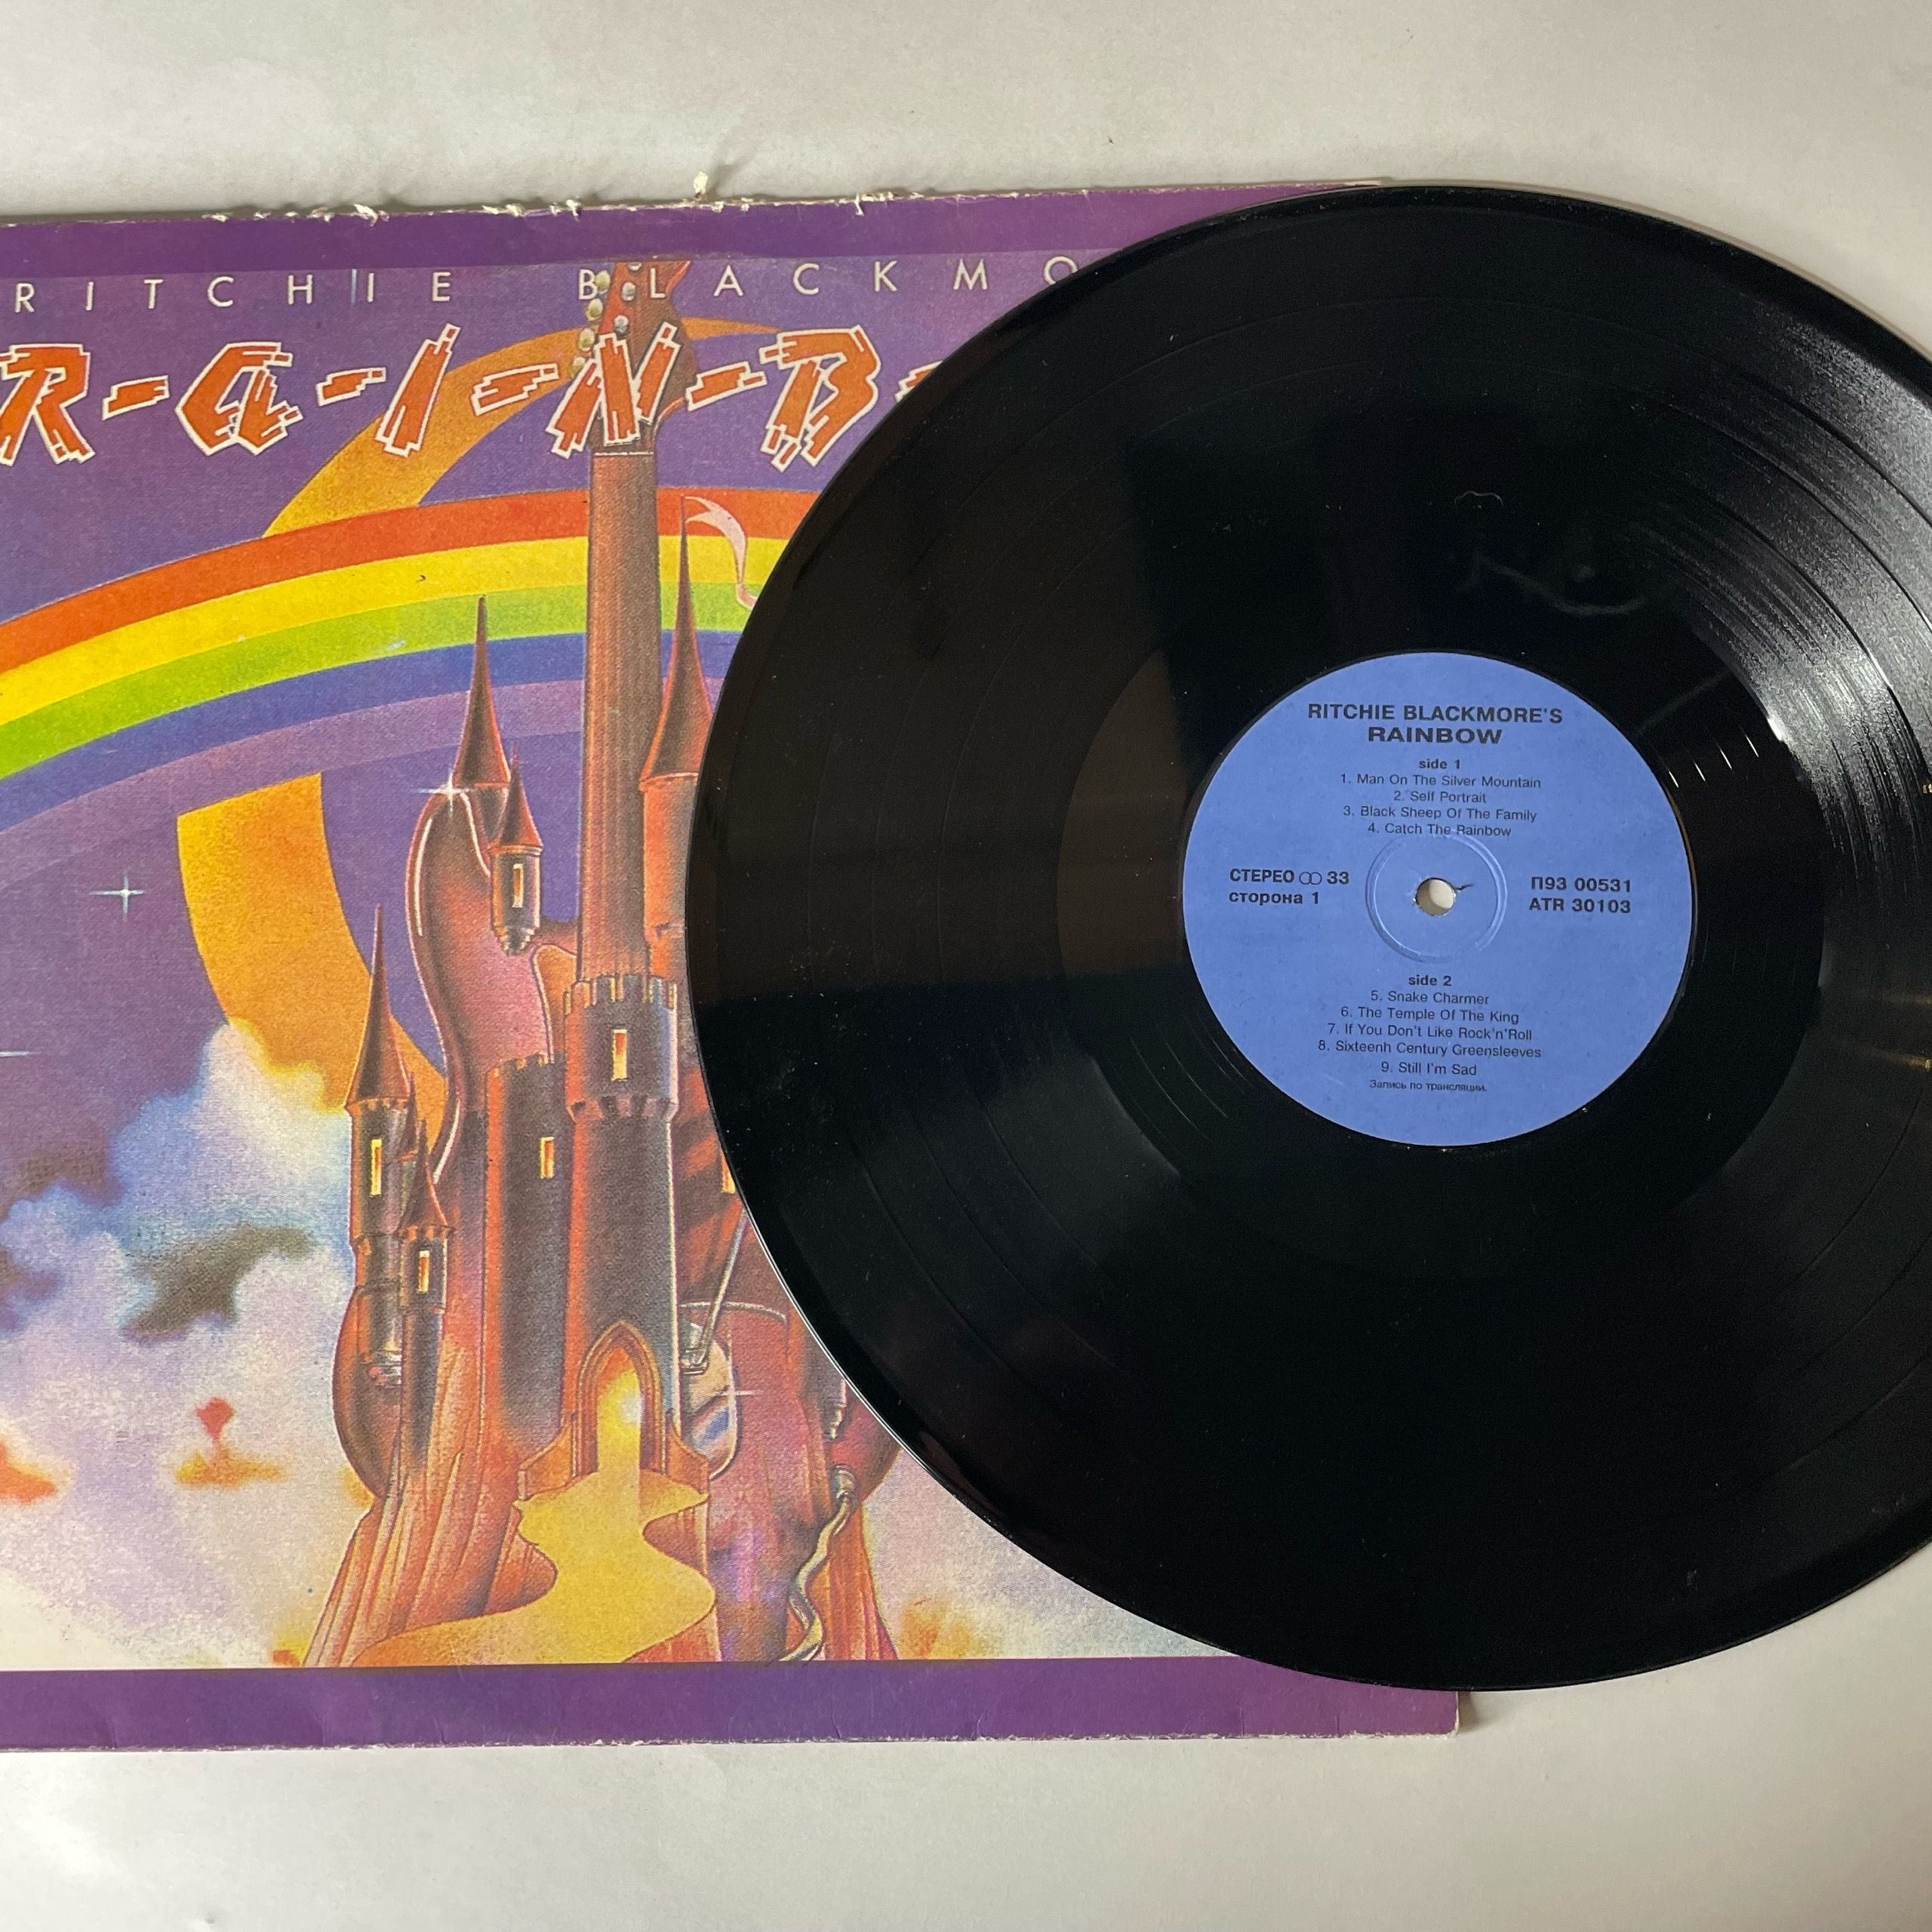 RITCHIE BLACKMO
R-A-I-N-B-
RITCHIE BLACKMORE'S
RAINBOW
side 1
1. Man On The Silver Mountain
2. Self Portrait
3. Black Sheep Of The Family
4. Catch The Rainbow
СТЕРЕО 33
сторона 1
П93 00531
ATR 30103
side 2
5. Snake Charmer
6. The Temple Of The King
7. If You Don't Like Rock'n'Roll
8. Sixteenh Century Greensleeves
9. Still I'm Sad
Запись по трансляции.